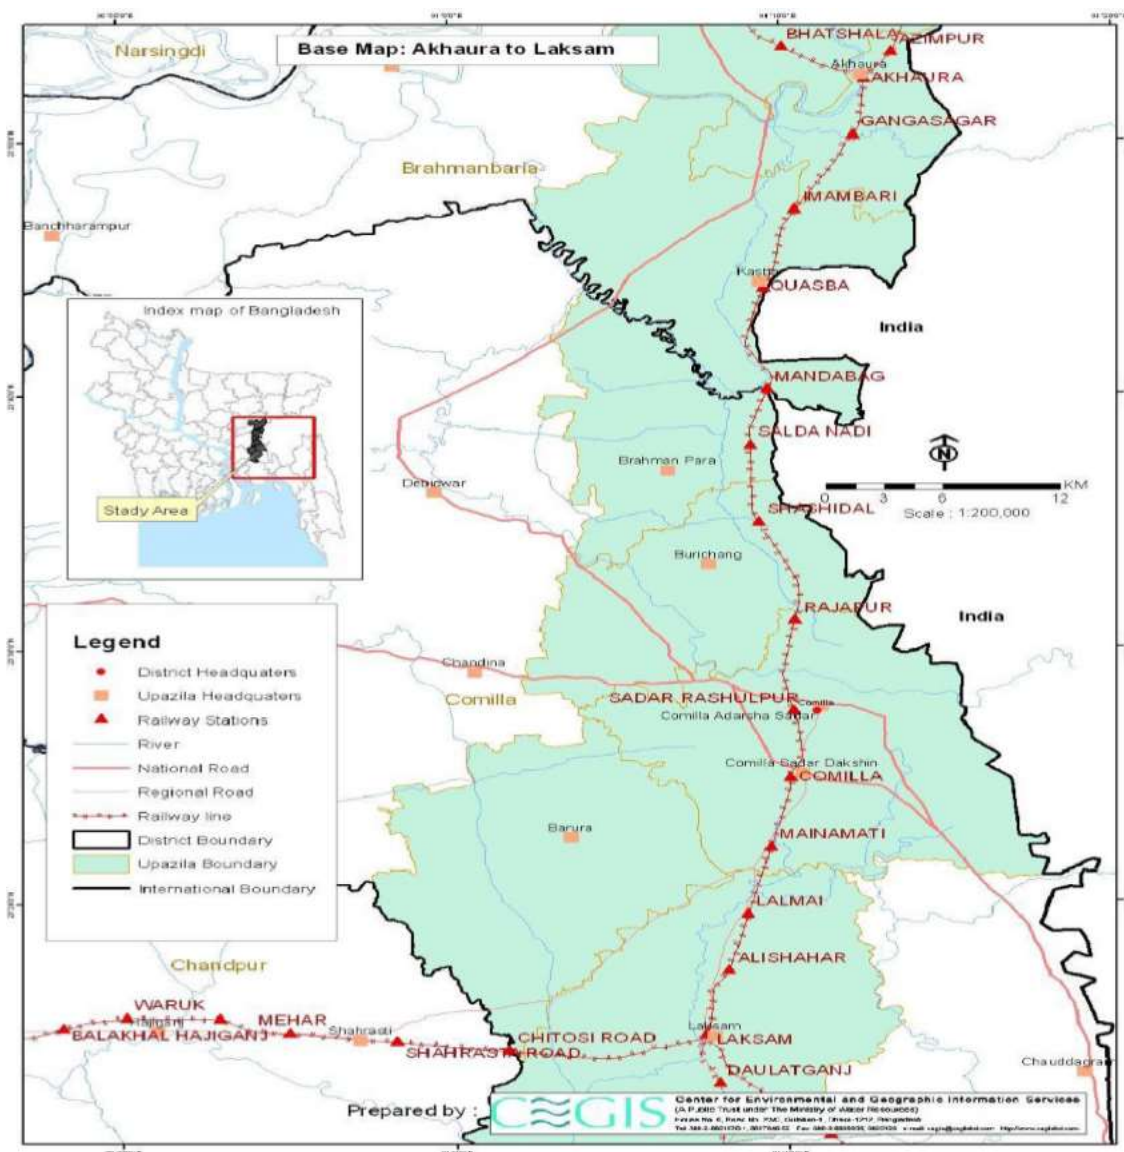 Base Map: Akhaura to Laksam
Narsingdi
BHATSHALA
AZIMPUR
Akhaura
AKHAURA
GANGASAGAR
Brahmanbaria
IMAMBARI
Banchharampur
Kasba
QUASBA
India
Index map of Bangladesh
Stady Area
MANDABAG
SALDA NADI
Brahman Para
Debidwar
N
KM
0 3 6 12
Scale : 1:200,000
SHASHIDAL
Burichang
RAJAPUR
India
Legend
District Headquaters
Upazila Headquaters
Railway Stations
River
National Road
Regional Road
Railway line
District Boundary
Upazila Boundary
International Boundary
Chandina
Comilla
SADAR RASHULPUR
Comilla
Comilla Adarsha Sadar
Comilla Sadar Dakshin
COMILLA
Barura
MAINAMATI
LALMAI
ALISHAHAR
Chandpur
WARUK
Hajiganj
MEHAR
Shahrasti
BALAKHAL HAJIGANJ
SHAHRASTI ROAD
CHITOSI ROAD
Laksam
LAKSAM
DAULATGANJ
Chauddagram
Prepared by :
CEGIS
Center for Environmental and Geographic Information Services
(A Public Trust under The Ministry of Water Resources)